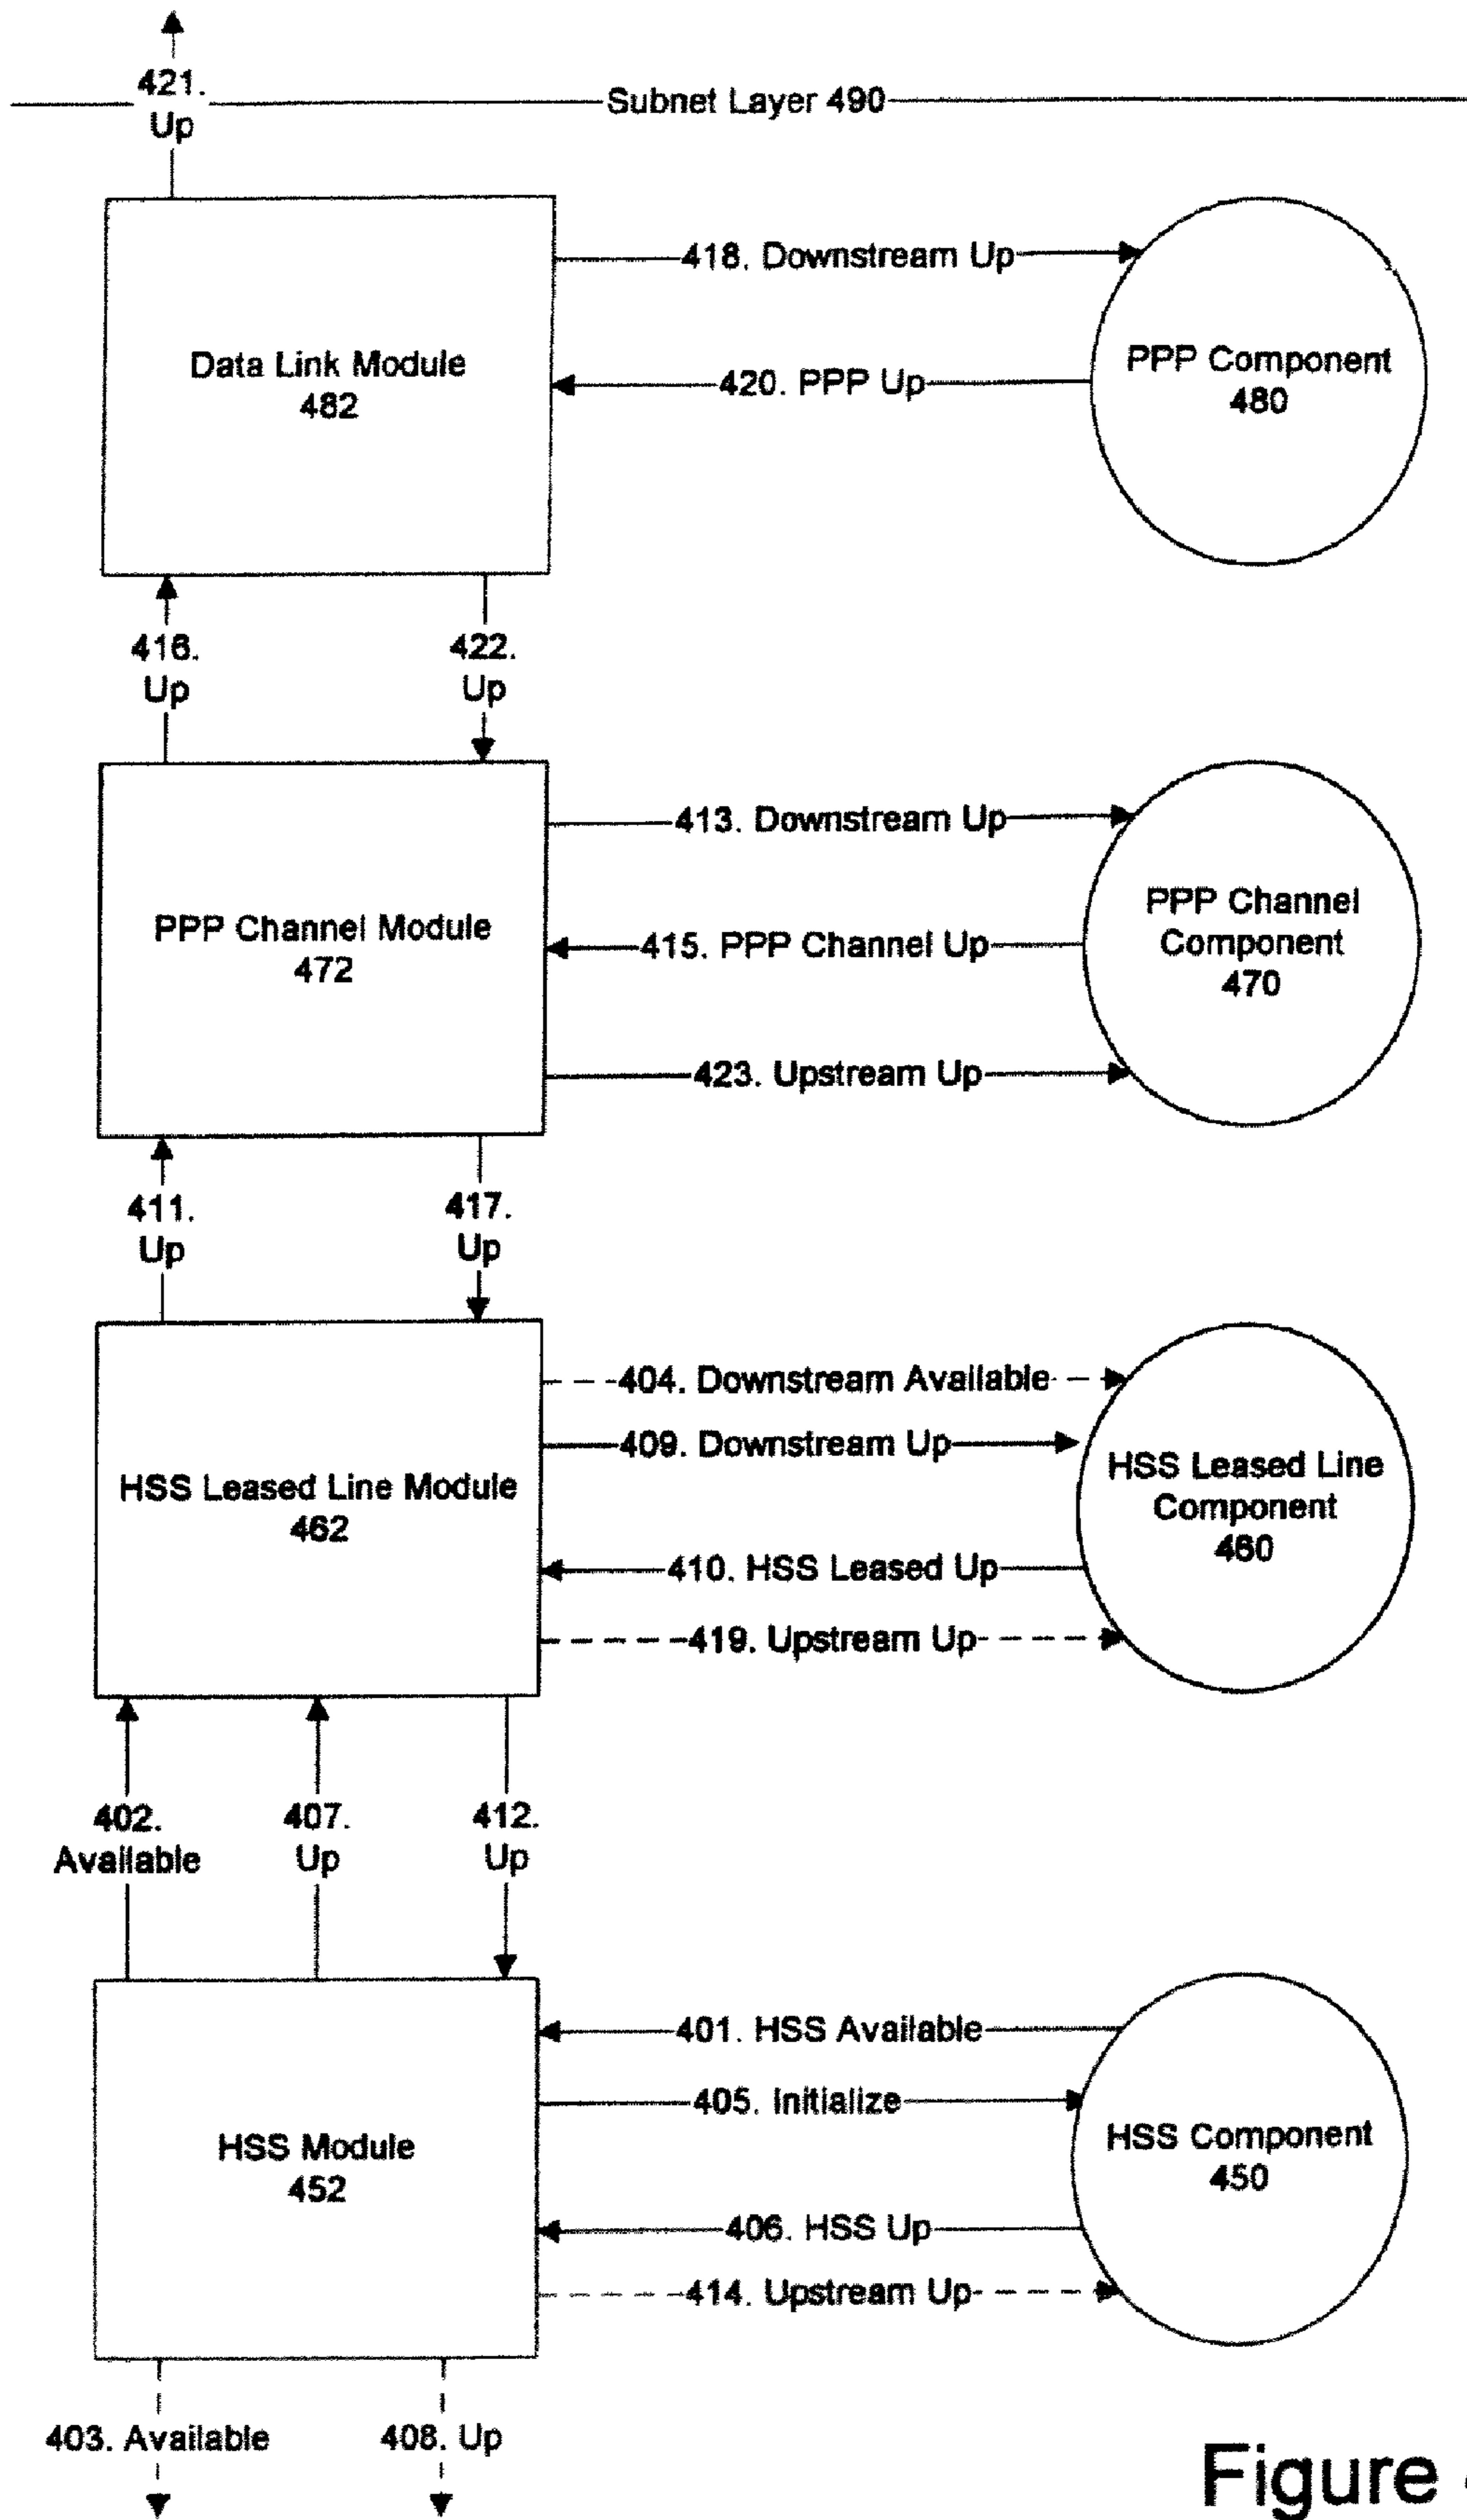 421.
Up
Subnet Layer 490
418. Downstream Up
Data Link Module
482
420. PPP Up
PPP Component
480
416.
Up
422.
Up
413. Downstream Up
PPP Channel Module
472
415. PPP Channel Up
PPP Channel
Component
470
423. Upstream Up
411.
Up
417.
Up
404. Downstream Available
409. Downstream Up
HSS Leased Line Module
462
HSS Leased Line
Component
460
410. HSS Leased Up
419. Upstream Up
402.
Available
407.
Up
412.
Up
401. HSS Available
405. Initialize
HSS Module
452
HSS Component
450
406. HSS Up
414. Upstream Up
403. Available
408. Up
Figure